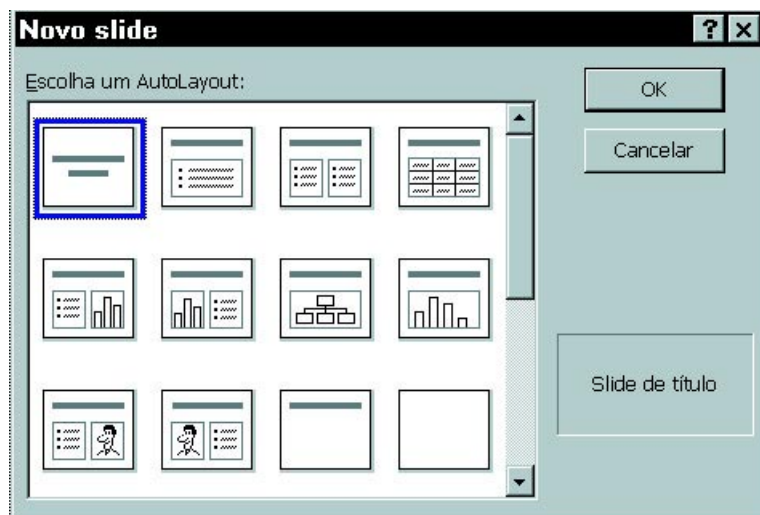 Novo slide
Escolha um AutoLayout:
OK
Cancelar
Slide de título